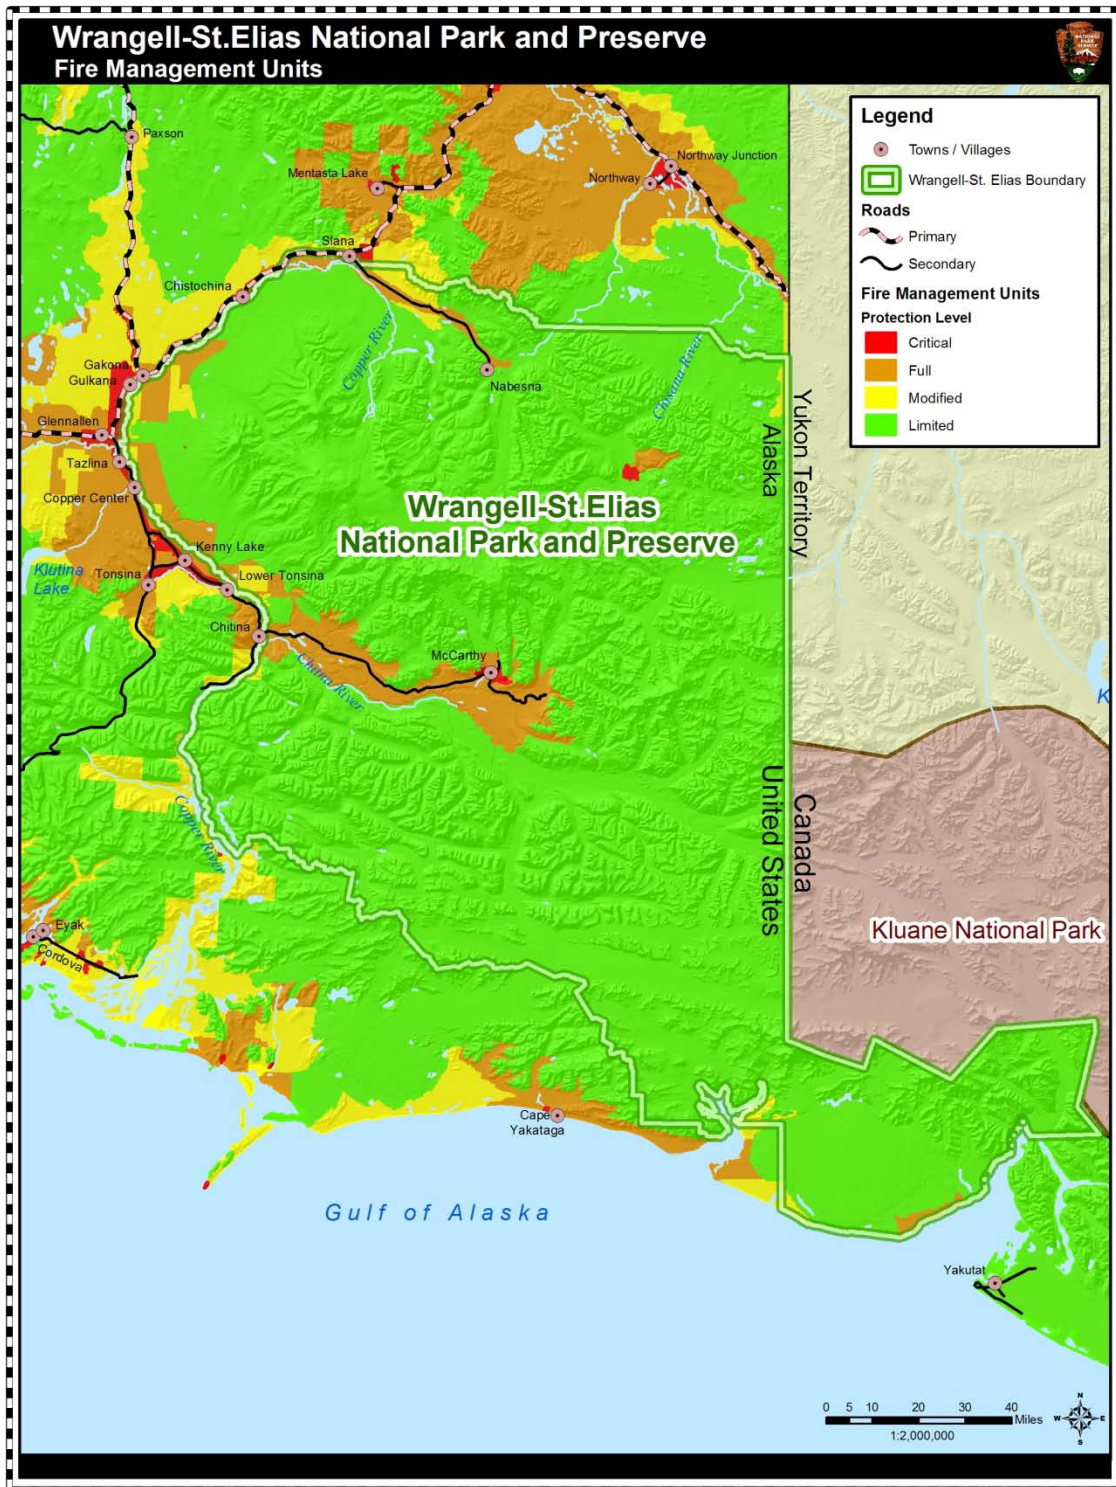 Wrangell-St.Elias National Park and Preserve
Fire Management Units
NATIONAL
PARK
SERVICE
Legend
Towns / Villages
Wrangell-St. Elias Boundary
Roads
Primary
Secondary
Fire Management Units
Protection Level
Critical
Full
Modified
Limited
Paxson
Mentasta Lake
Northway Junction
Northway
Slana
Chistochina
Copper River
Chisana River
Gakona
Gulkana
Nabesna
Glennallen
Tazlina
Copper Center
Yukon Territory
Alaska
Wrangell-St.Elias
National Park and Preserve
Kenny Lake
Klutina
Lake
Tonsina
Lower Tonsina
Chitina
McCarthy
Chitina River
K
Copper River
Canada
United States
Eyak
Cordova
Kluane National Park
Cape
Yakataga
Gulf of Alaska
Yakutat
0 5 10 20 30 40
Miles
1:2,000,000
N
W E
S